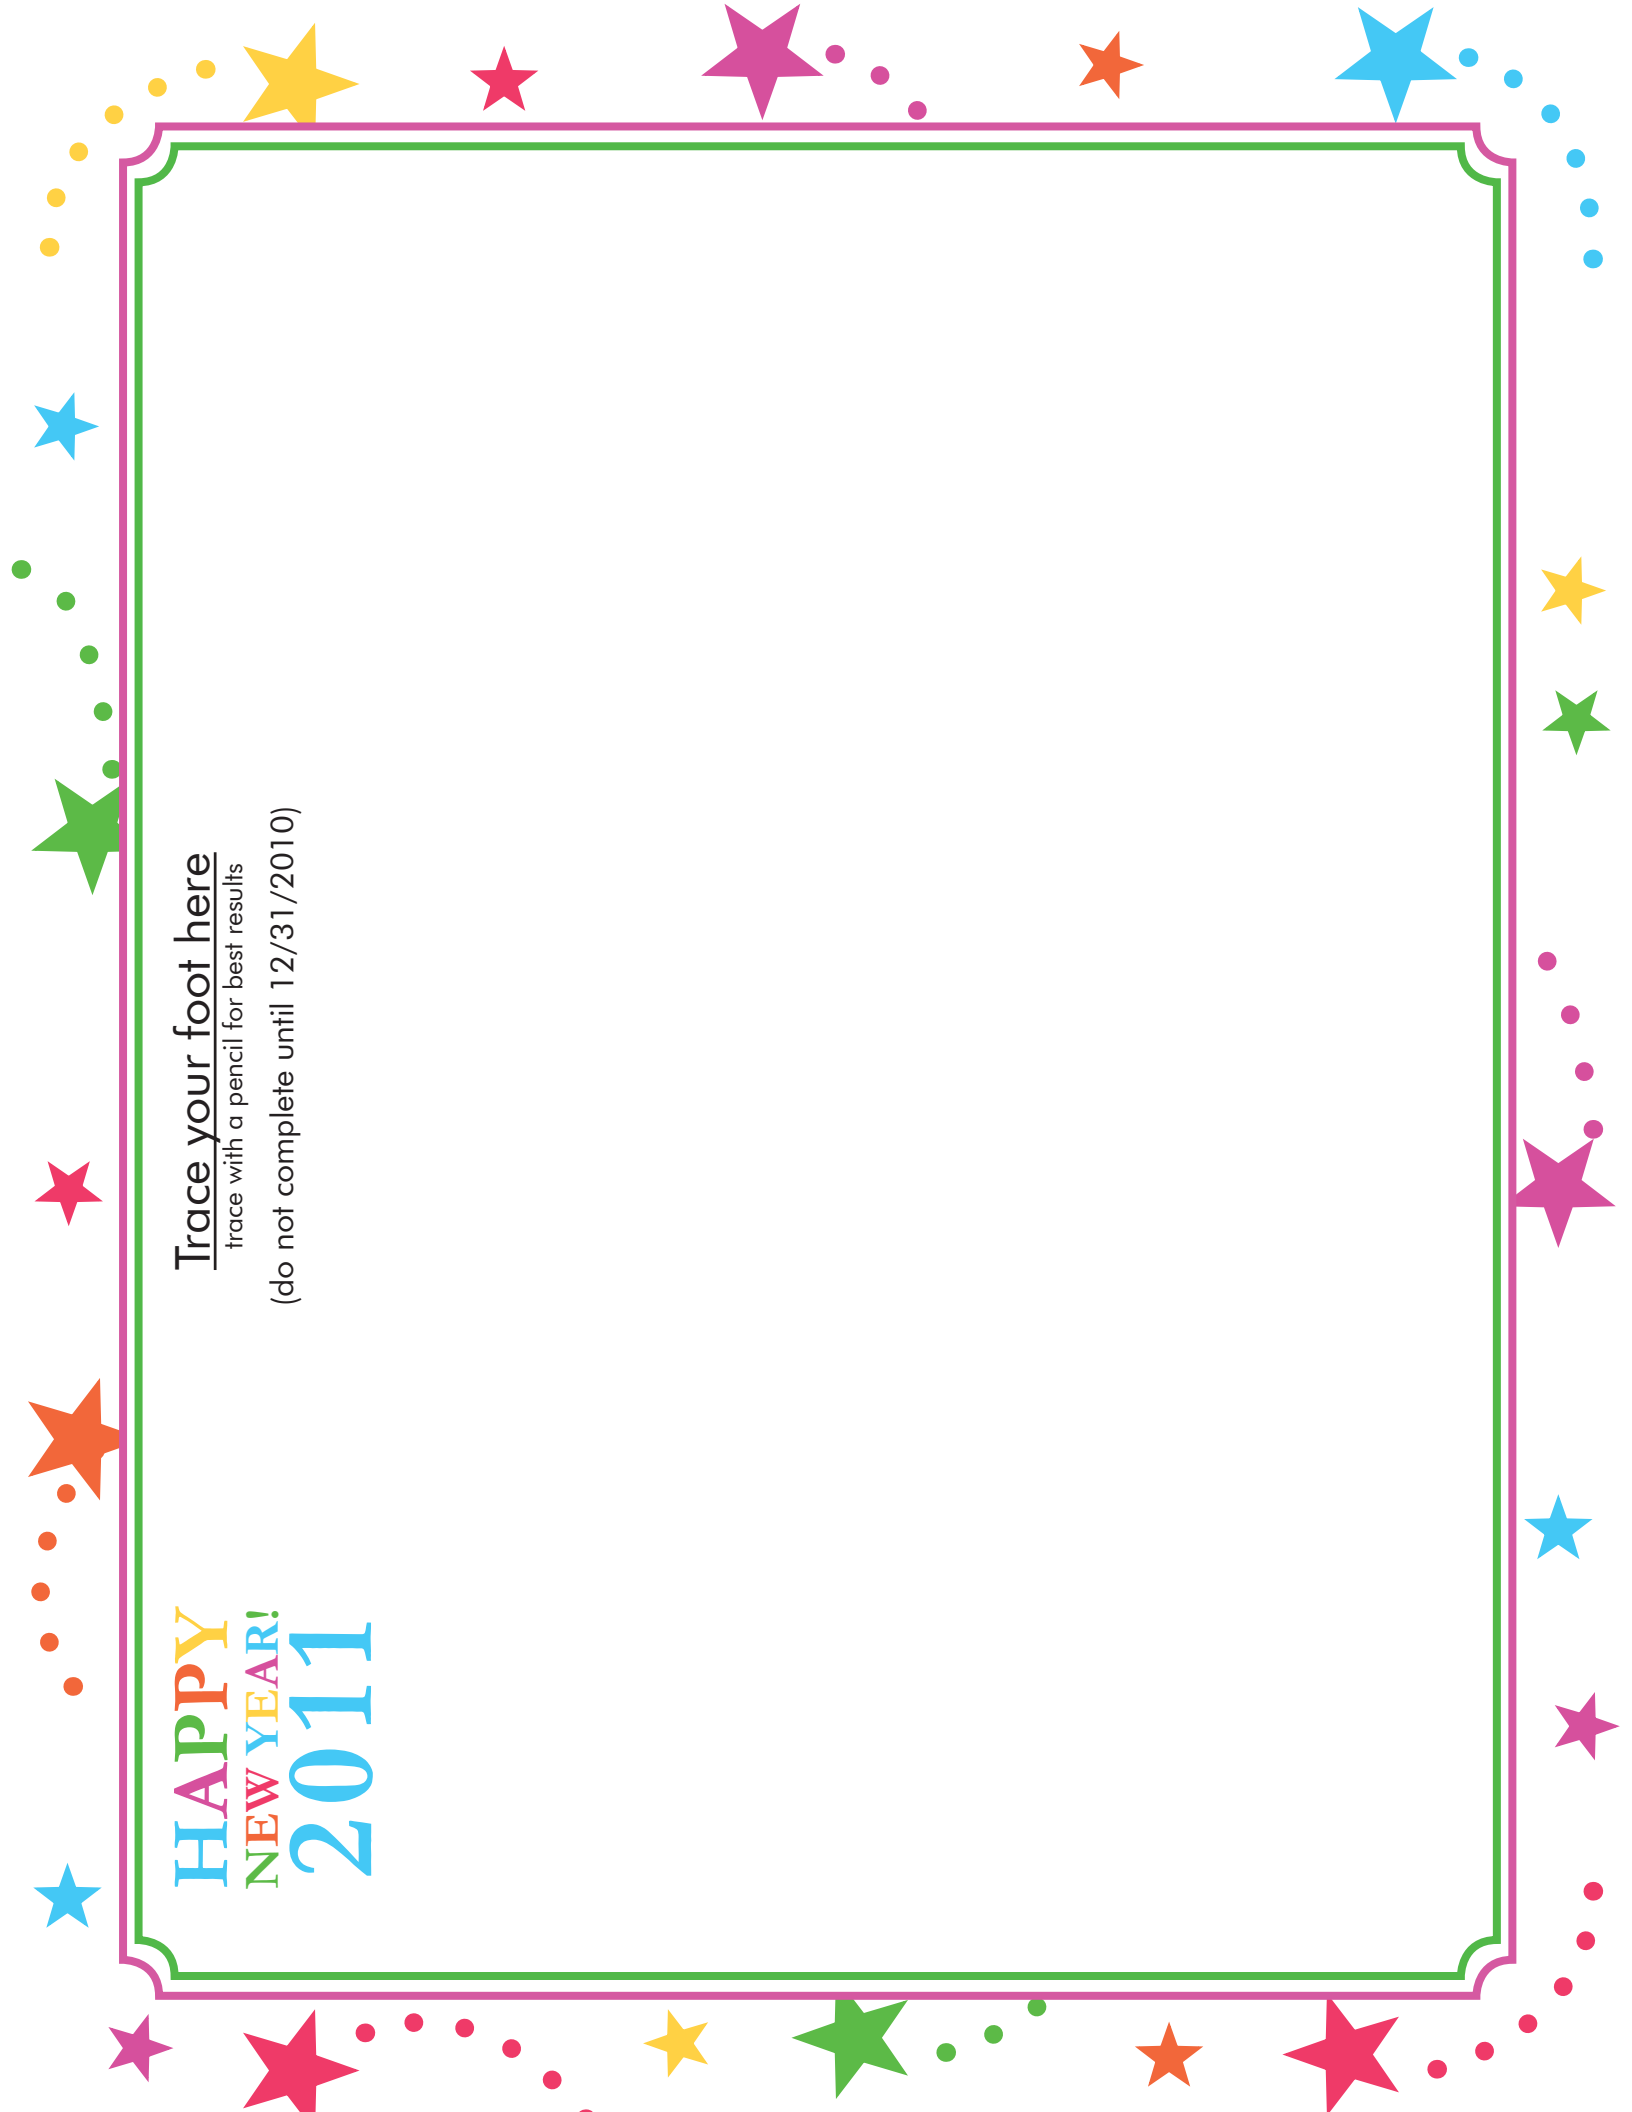 HAPPY
NEW YEAR!
2011
Trace your foot here
trace with a pencil for best results
(do not complete until 12/31/2010)